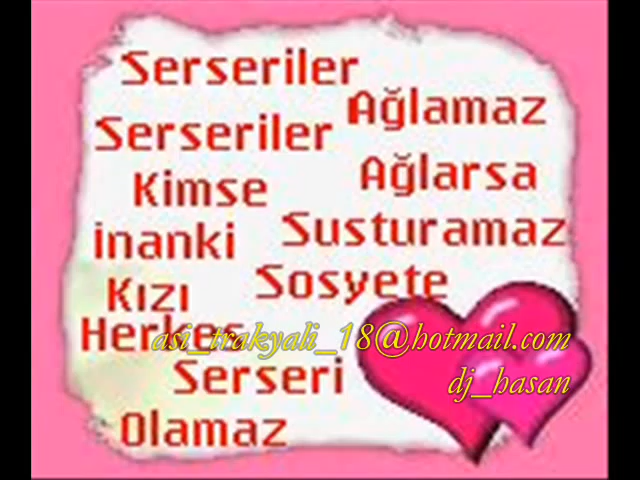 Serseriler
Ağlamaz
Serseriler
Ağlarsa
Kimse
Susturamaz
inanki
Sosyete
Kızı
Herkes
asi_trakyali_18@hotmail.com
Serseri
dj_hasan
Olamaz